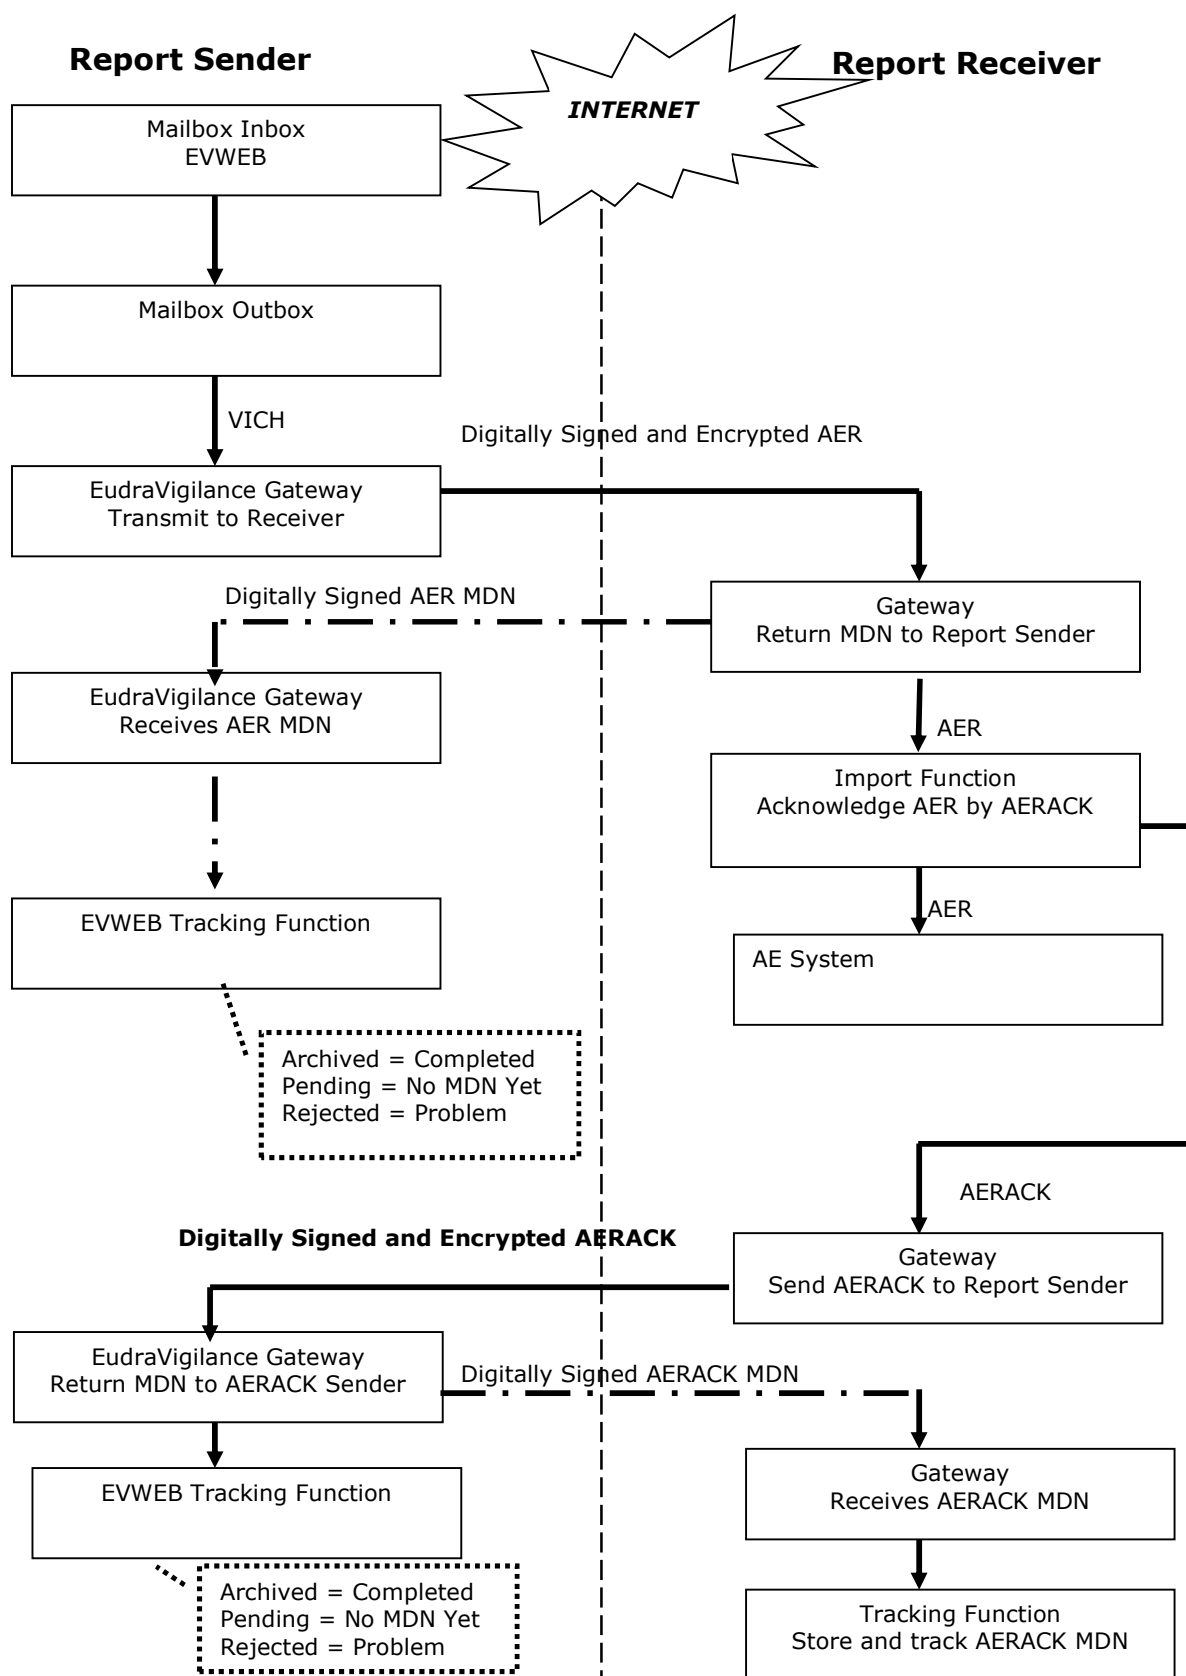 Report Sender
INTERNET
Report Receiver
Mailbox Inbox
EVWEB
Mailbox Outbox
VICH
Digitally Signed and Encrypted AER
EudraVigilance Gateway
Transmit to Receiver
Digitally Signed AER MDN
Gateway
Return MDN to Report Sender
EudraVigilance Gateway
Receives AER MDN
AER
Import Function
Acknowledge AER by AERACK
EVWEB Tracking Function
AER
AE System
Archived = Completed
Pending = No MDN Yet
Rejected = Problem
AERACK
Digitally Signed and Encrypted AERACK
Gateway
Send AERACK to Report Sender
EudraVigilance Gateway
Return MDN to AERACK Sender
Digitally Signed AERACK MDN
EVWEB Tracking Function
Gateway
Receives AERACK MDN
Archived = Completed
Pending = No MDN Yet
Rejected = Problem
Tracking Function
Store and track AERACK MDN